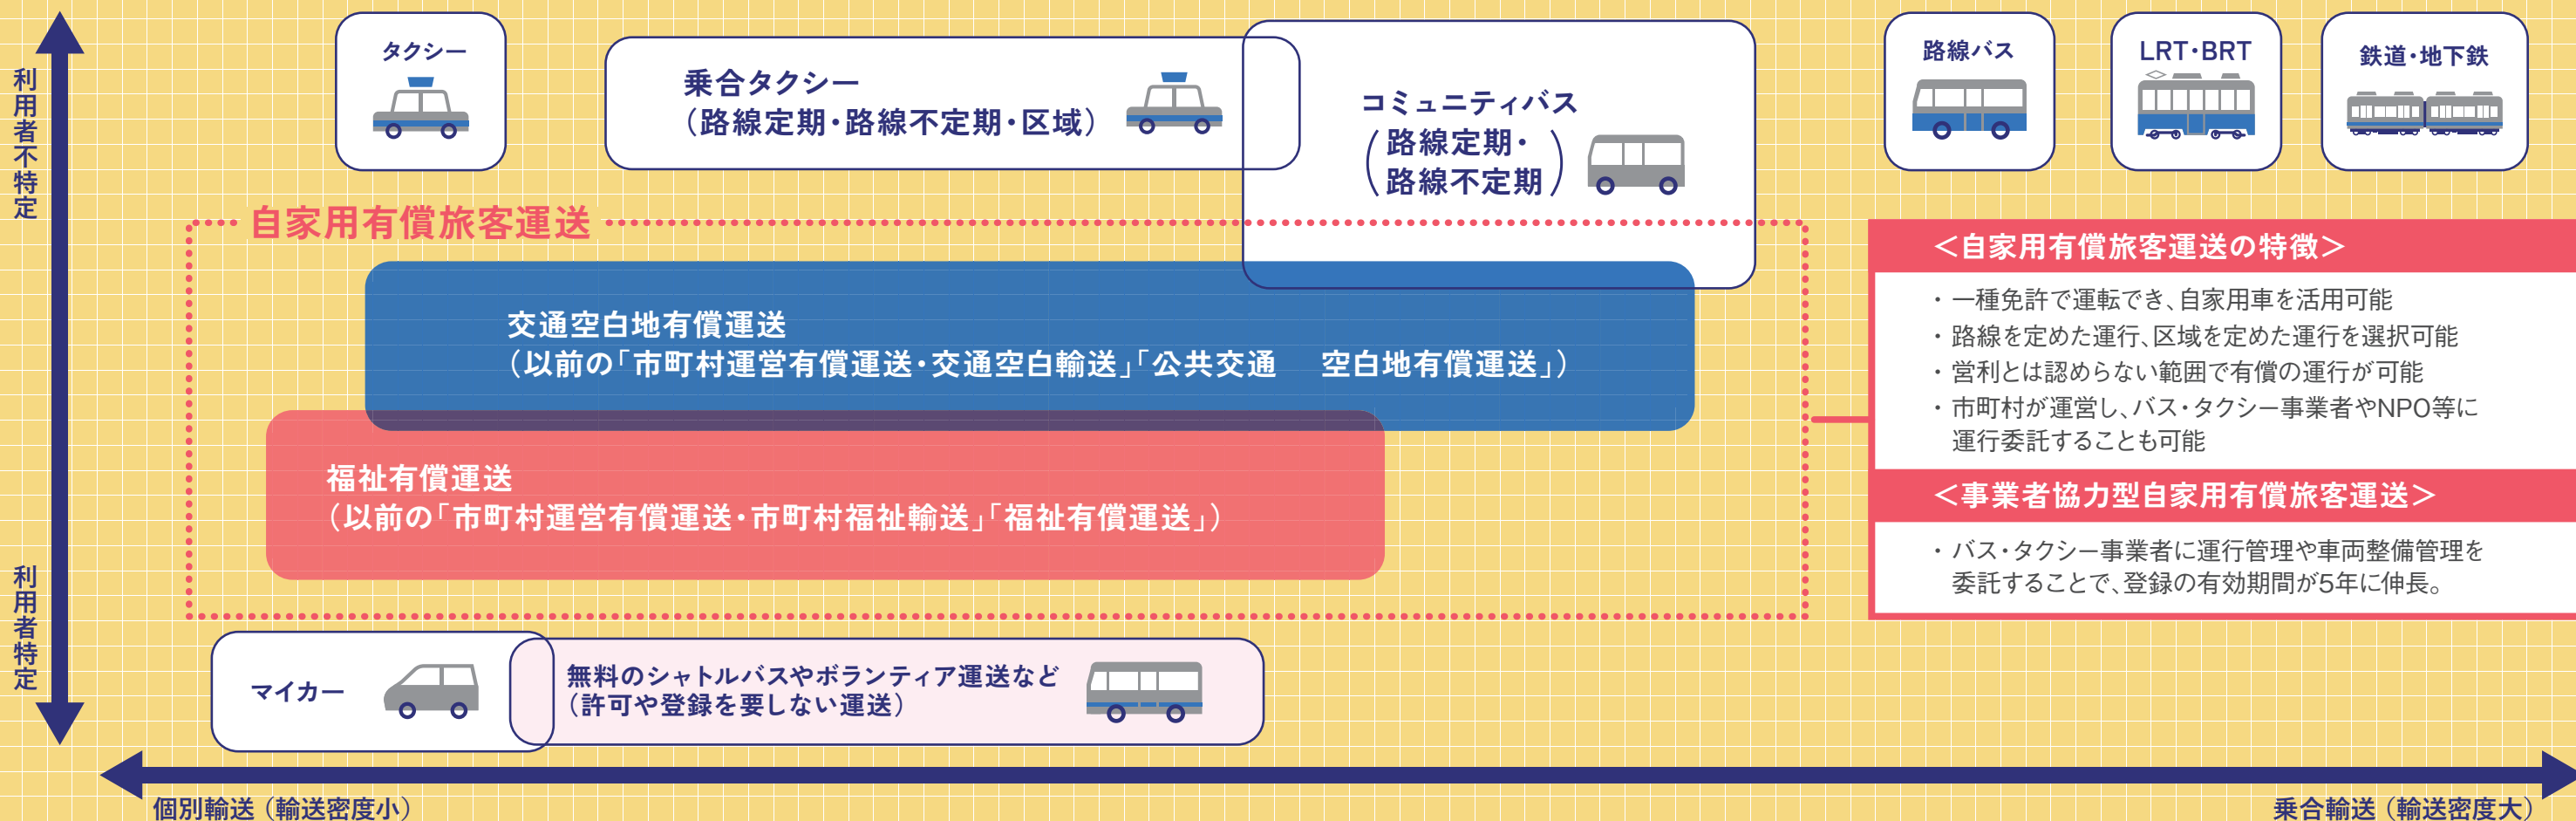 利用者不特定
利用者特定
タクシー
乗合タクシー
（路線定期・路線不定期・区域）
コミュニティバス
（路線定期・
路線不定期）
路線バス
LRT・BRT
鉄道・地下鉄
自家用有償旅客運送
交通空白地有償運送
（以前の「市町村運営有償運送・交通空白輸送」「公共交通　空白地有償運送」）
福祉有償運送
（以前の「市町村運営有償運送・市町村福祉輸送」「福祉有償運送」）
＜自家用有償旅客運送の特徴＞
・一種免許で運転でき、自家用車を活用可能
・路線を定めた運行、区域を定めた運行を選択可能
・営利とは認めらない範囲で有償の運行が可能
・市町村が運営し、バス・タクシー事業者やNPO等に
運行委託することも可能
＜事業者協力型自家用有償旅客運送＞
・バス・タクシー事業者に運行管理や車両整備管理を
委託することで、登録の有効期間が5年に伸長。
マイカー
無料のシャトルバスやボランティア運送など
（許可や登録を要しない運送）
個別輸送（輸送密度小）
乗合輸送（輸送密度大）